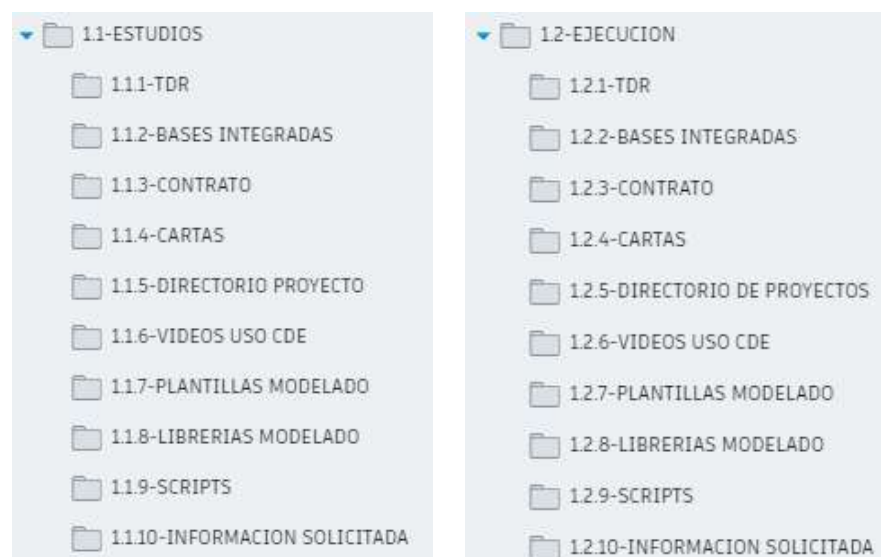 1.1-ESTUDIOS
1.1.1-TDR
1.1.2-BASES INTEGRADAS
1.1.3-CONTRATO
1.1.4-CARTAS
1.1.5-DIRECTORIO PROYECTO
1.1.6-VIDEOS USO CDE
1.1.7-PLANTILLAS MODELADO
1.1.8-LIBRERIAS MODELADO
1.1.9-SCRIPTS
1.1.10-INFORMACION SOLICITADA
1.2-EJECUCION
1.2.1-TDR
1.2.2-BASES INTEGRADAS
1.2.3-CONTRATO
1.2.4-CARTAS
1.2.5-DIRECTORIO DE PROYECTOS
1.2.6-VIDEOS USO CDE
1.2.7-PLANTILLAS MODELADO
1.2.8-LIBRERIAS MODELADO
1.2.9-SCRIPTS
1.2.10-INFORMACION SOLICITADA